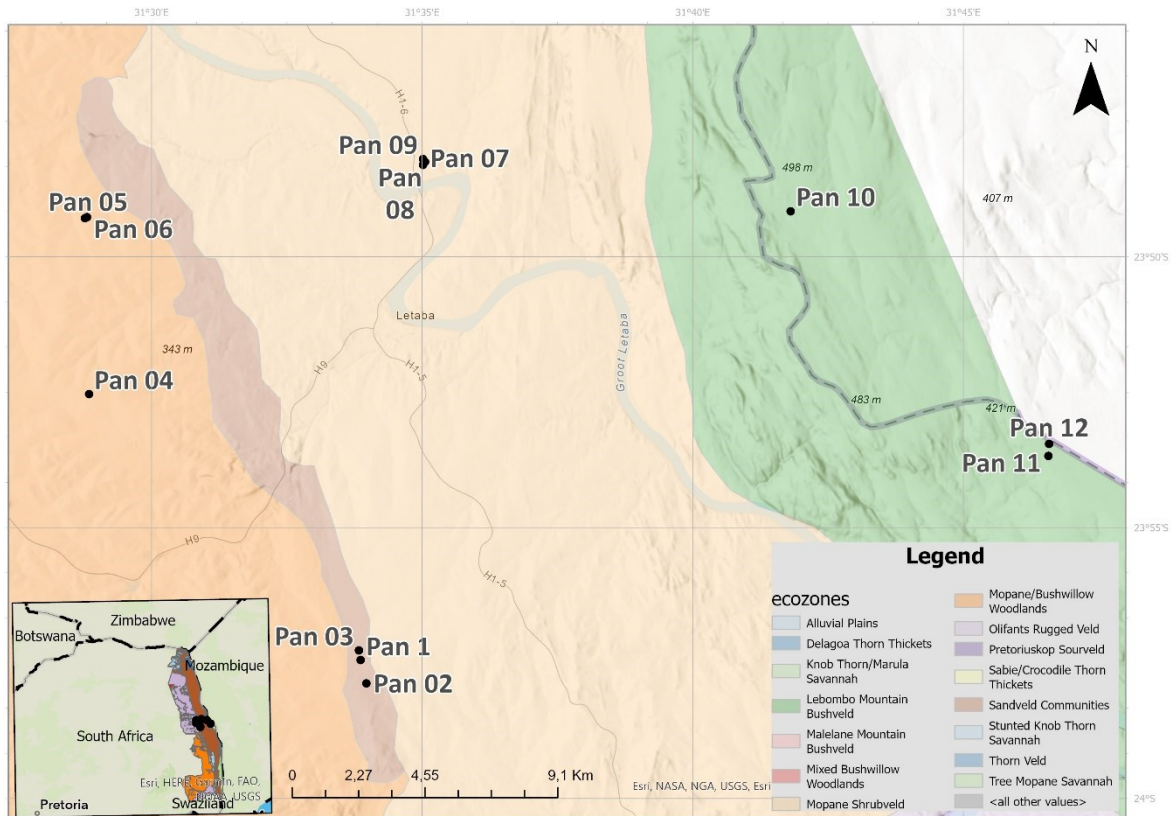 31°30'E
31°35'E
31°40'E
31°45'E
N
H1-6
Pan 09
Pan 07
Pan
08
498 m
Pan 10
407 m
Pan 05
Pan 06
23°50'S
Letaba
343 m
Groot Letaba
H9
H1-5
Pan 04
483 m
421 m
Pan 12
Pan 11
23°55'S
H9
H1-5
Pan 03
Pan 1
Pan 02
Legend
ecozones
Alluvial Plains
Delagoa Thorn Thickets
Knob Thorn/Marula
Savannah
Lebombo Mountain
Bushveld
Malelane Mountain
Bushveld
Mixed Bushwillow
Woodlands
Mopane Shrubveld
Mopane/Bushwillow
Woodlands
Olifants Rugged Veld
Pretoriuskop Sourveld
Sabie/Crocodile Thorn
Thickets
Sandveld Communities
Stunted Knob Thorn
Savannah
Thorn Veld
Tree Mopane Savannah
<all other values>
Zimbabwe
Botswana
Mozambique
South Africa
Esri, HERE, Garmin, FAO,
NOAA, USGS
Pretoria
Swaziland
0 2,27 4,55 9,1 Km
Esri, NASA, NGA, USGS, Esri
24°S